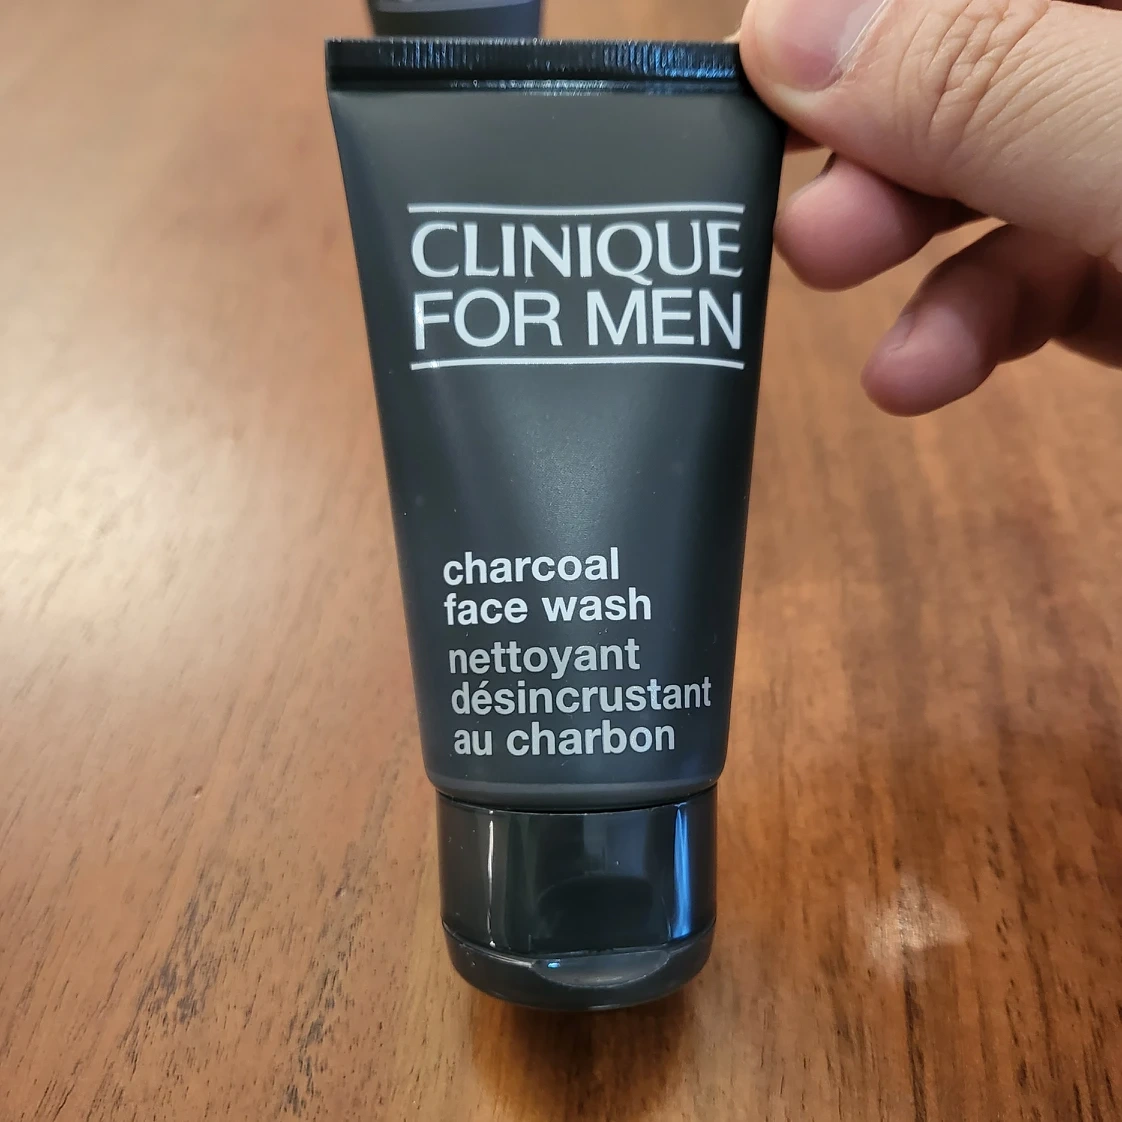 CLINIQUE
FOR MEN
charcoal
face wash
nettoyant
désincrustant
au charbon